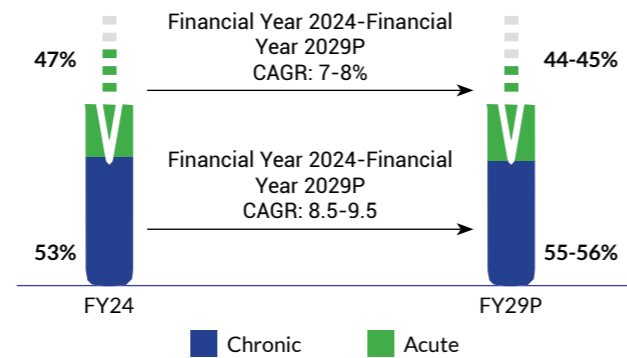 Financial Year 2024-Financial
Year 2029P
CAGR: 7-8%
47%
44-45%
Financial Year 2024-Financial
Year 2029P
CAGR: 8.5-9.5
53%
55-56%
FY24
FY29P
Chronic
Acute